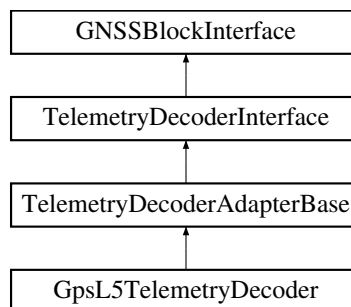 GNSSBlockInterface
TelemetryDecoderInterface
TelemetryDecoderAdapterBase
GpsL5TelemetryDecoder